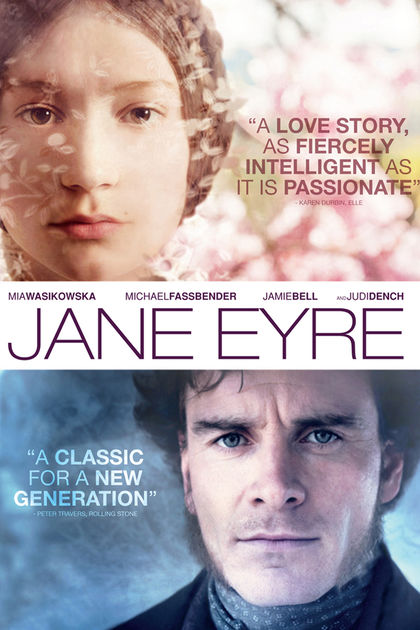 “A LOVE STORY,
AS FIERCELY
INTELLIGENT AS
IT IS PASSIONATE”
- KAREN DURBIN, ELLE
MIAWASIKOWSKA MICHAELFASSBENDER JAMIEBELL ANDJUDIDENCH
JANE EYRE
“A CLASSIC
FOR A NEW
GENERATION”
- PETER TRAVERS, ROLLING STONE